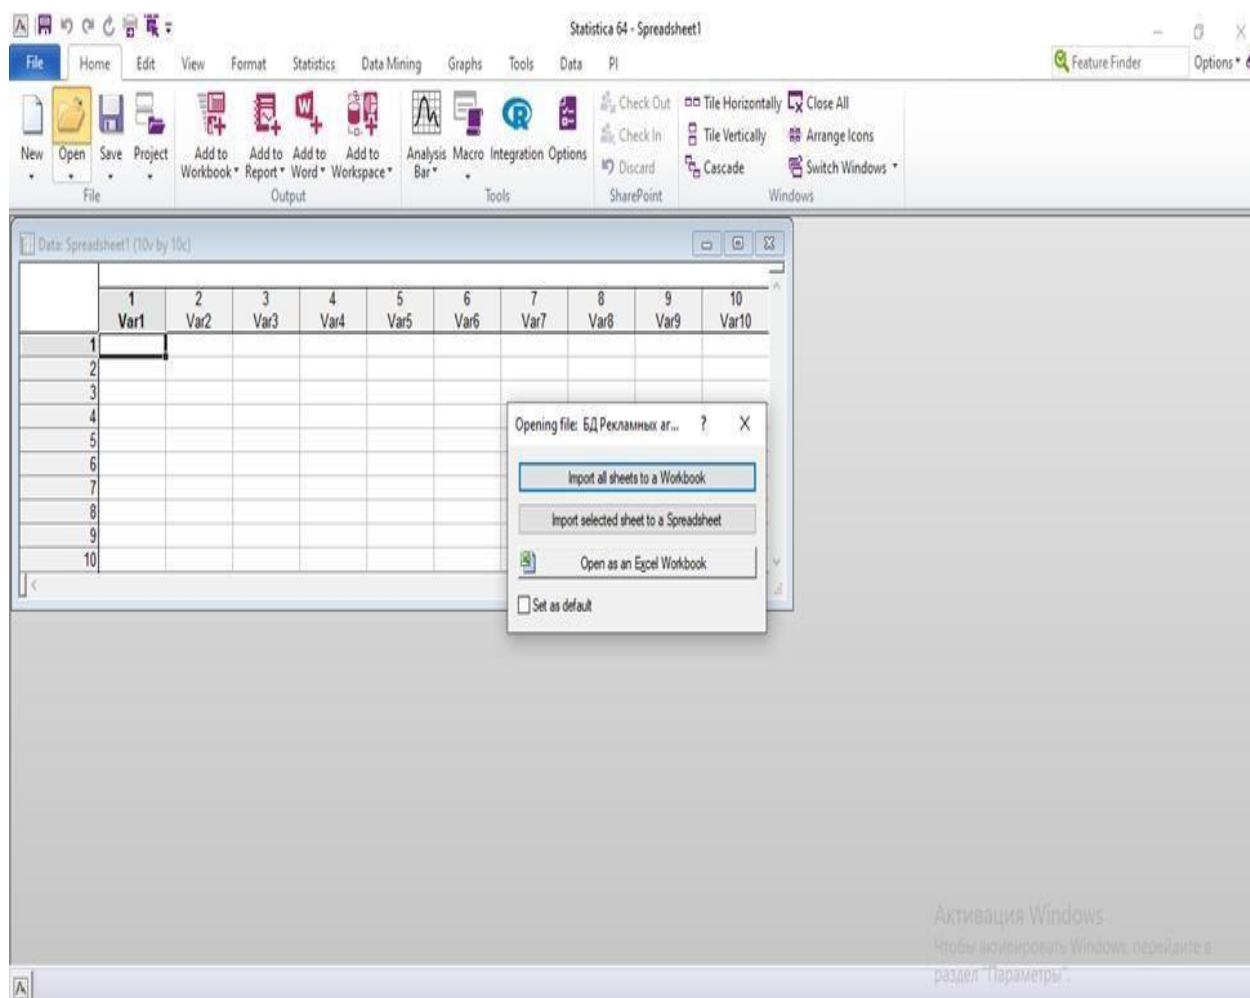 Statistica 64 - Spreadsheet1
File Home Edit View Format Statistics Data Mining Graphs Tools Data PI Feature Finder Options
New Open Save Project Add to Workbook Add to Report Add to Word Add to Workspace Analysis Bar Macro Integration Options
Check Out
Check In
Discard
Tile Horizontally
Tile Vertically
Cascade
Close All
Arrange Icons
Switch Windows
File Output Tools SharePoint Windows
Data: Spreadsheet1 (10v by 10c)
1 2 3 4 5 6 7 8 9 10
Var1 Var2 Var3 Var4 Var5 Var6 Var7 Var8 Var9 Var10
1
2
3
4
5
6
7
8
9
10
Opening file: БД Рекламных аг... ?
Import all sheets to a Workbook
Import selected sheet to a Spreadsheet
Open as an Excel Workbook
Set as default
Активация Windows
Чтобы активировать Windows, перейдите в
раздел "Параметры".